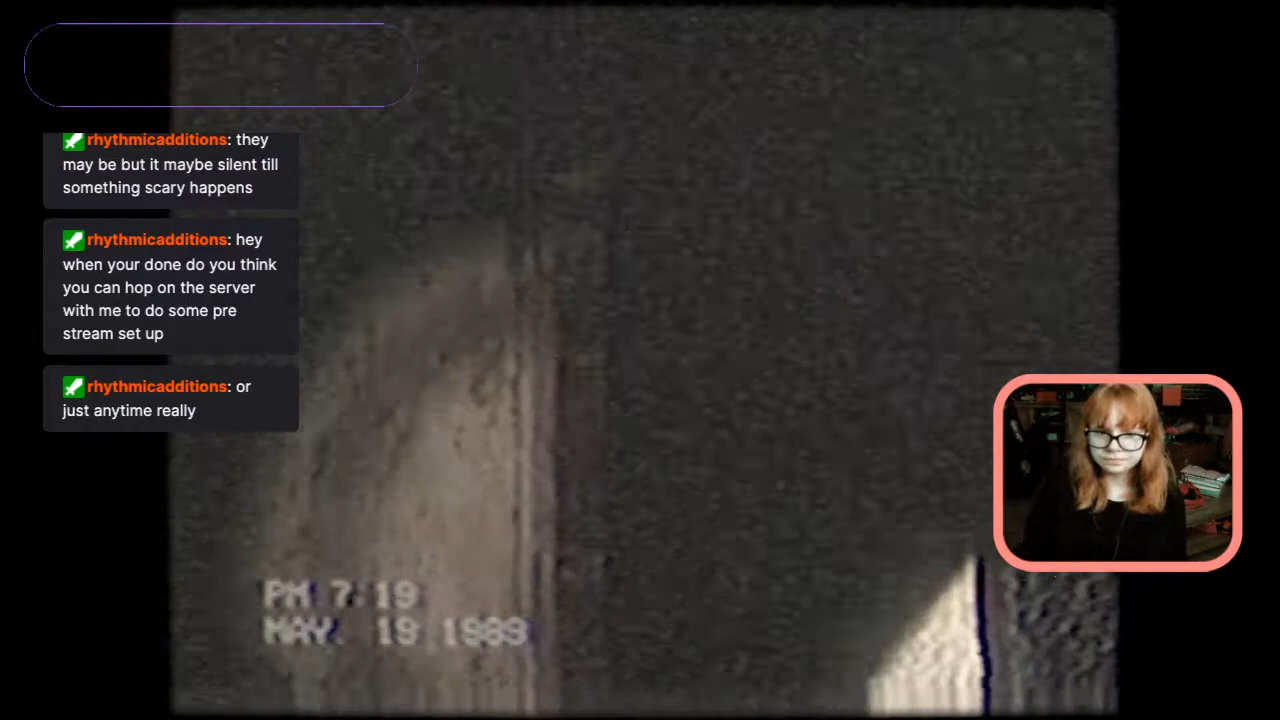 rhythmicadditions: they
may be but it maybe silent till
something scary happens
rhythmicadditions: hey
when your done do you think
you can hop on the server
with me to do some pre
stream set up
rhythmicadditions: or
just anytime really
PM 7:19
MAY. 19 1989